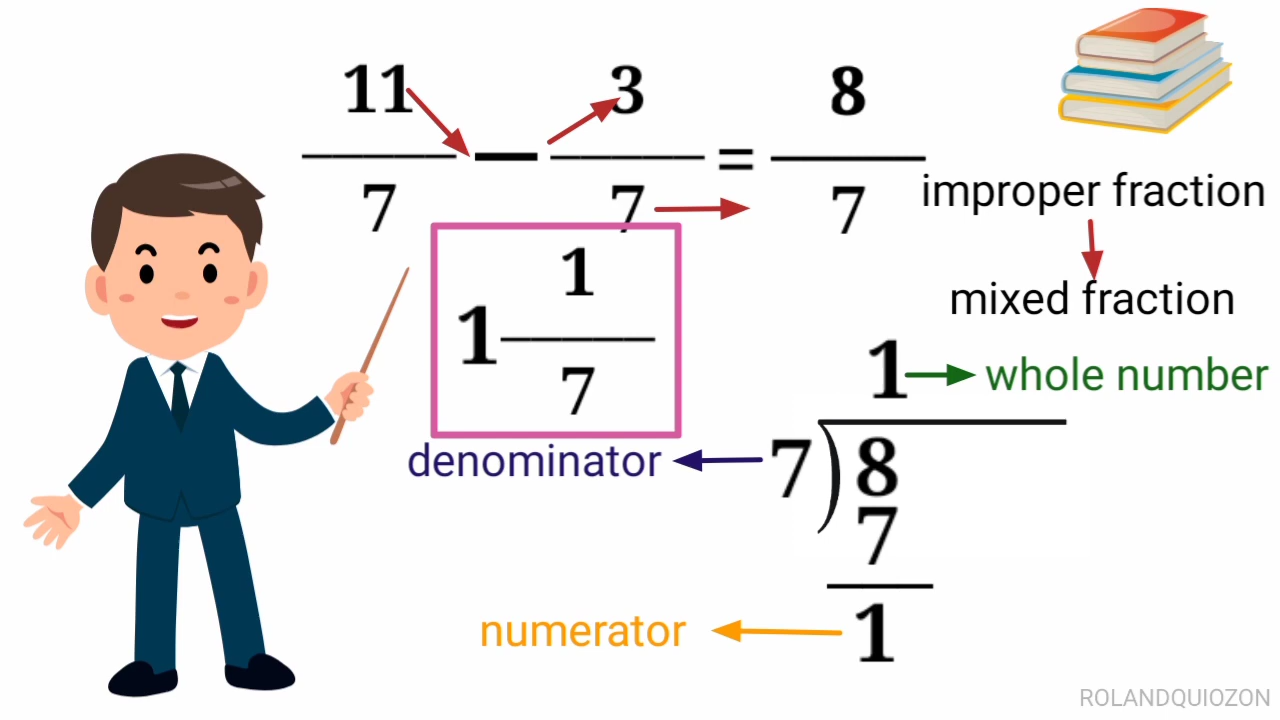 11/7 − 3/7 = 8/7
improper fraction
mixed fraction
1 1/7
1 whole number
denominator 7)8
7
numerator 1
ROLANDQUIOZON